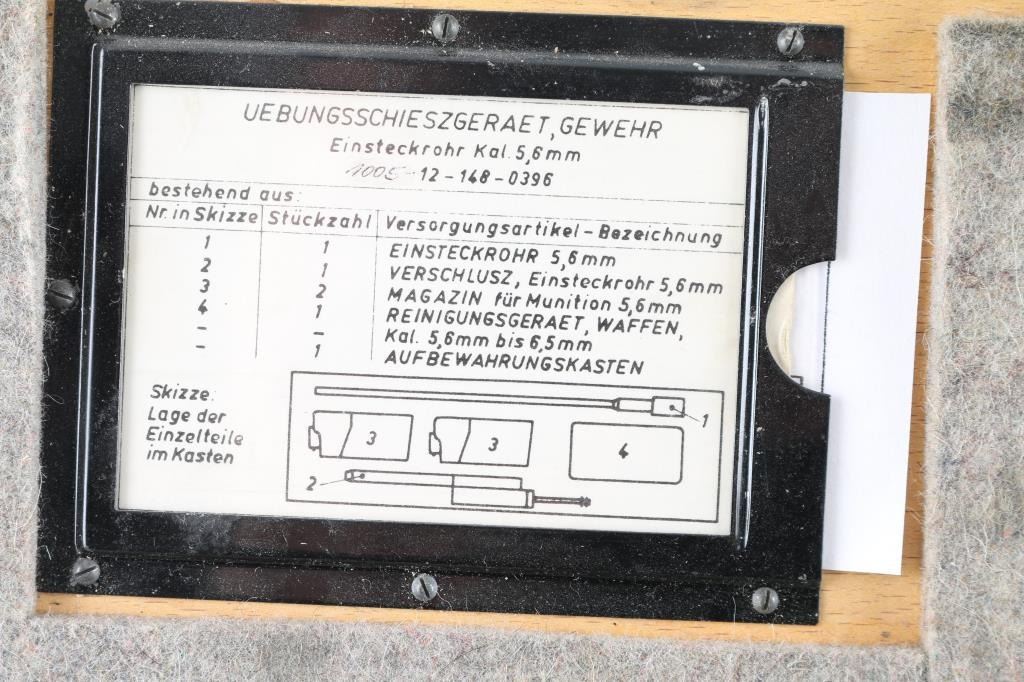 UEBUNGSSCHIESZGERAET, GEWEHR
Einsteckrohr Kal. 5,6mm
1005-12-148-0396
bestehend aus:
Nr. in Skizze Stückzahl Versorgungsartikel - Bezeichnung
1 1 EINSTECKROHR 5,6mm
2 1 VERSCHLUSZ, Einsteckrohr 5,6mm
3 2 MAGAZIN für Munition 5,6mm
4 1 REINIGUNGSGERAET, WAFFEN,
- - Kal. 5,6mm bis 6,5mm
- 1 AUFBEWAHRUNGSKASTEN
Skizze:
Lage der
Einzelteile
im Kasten
1
3 3 4
2